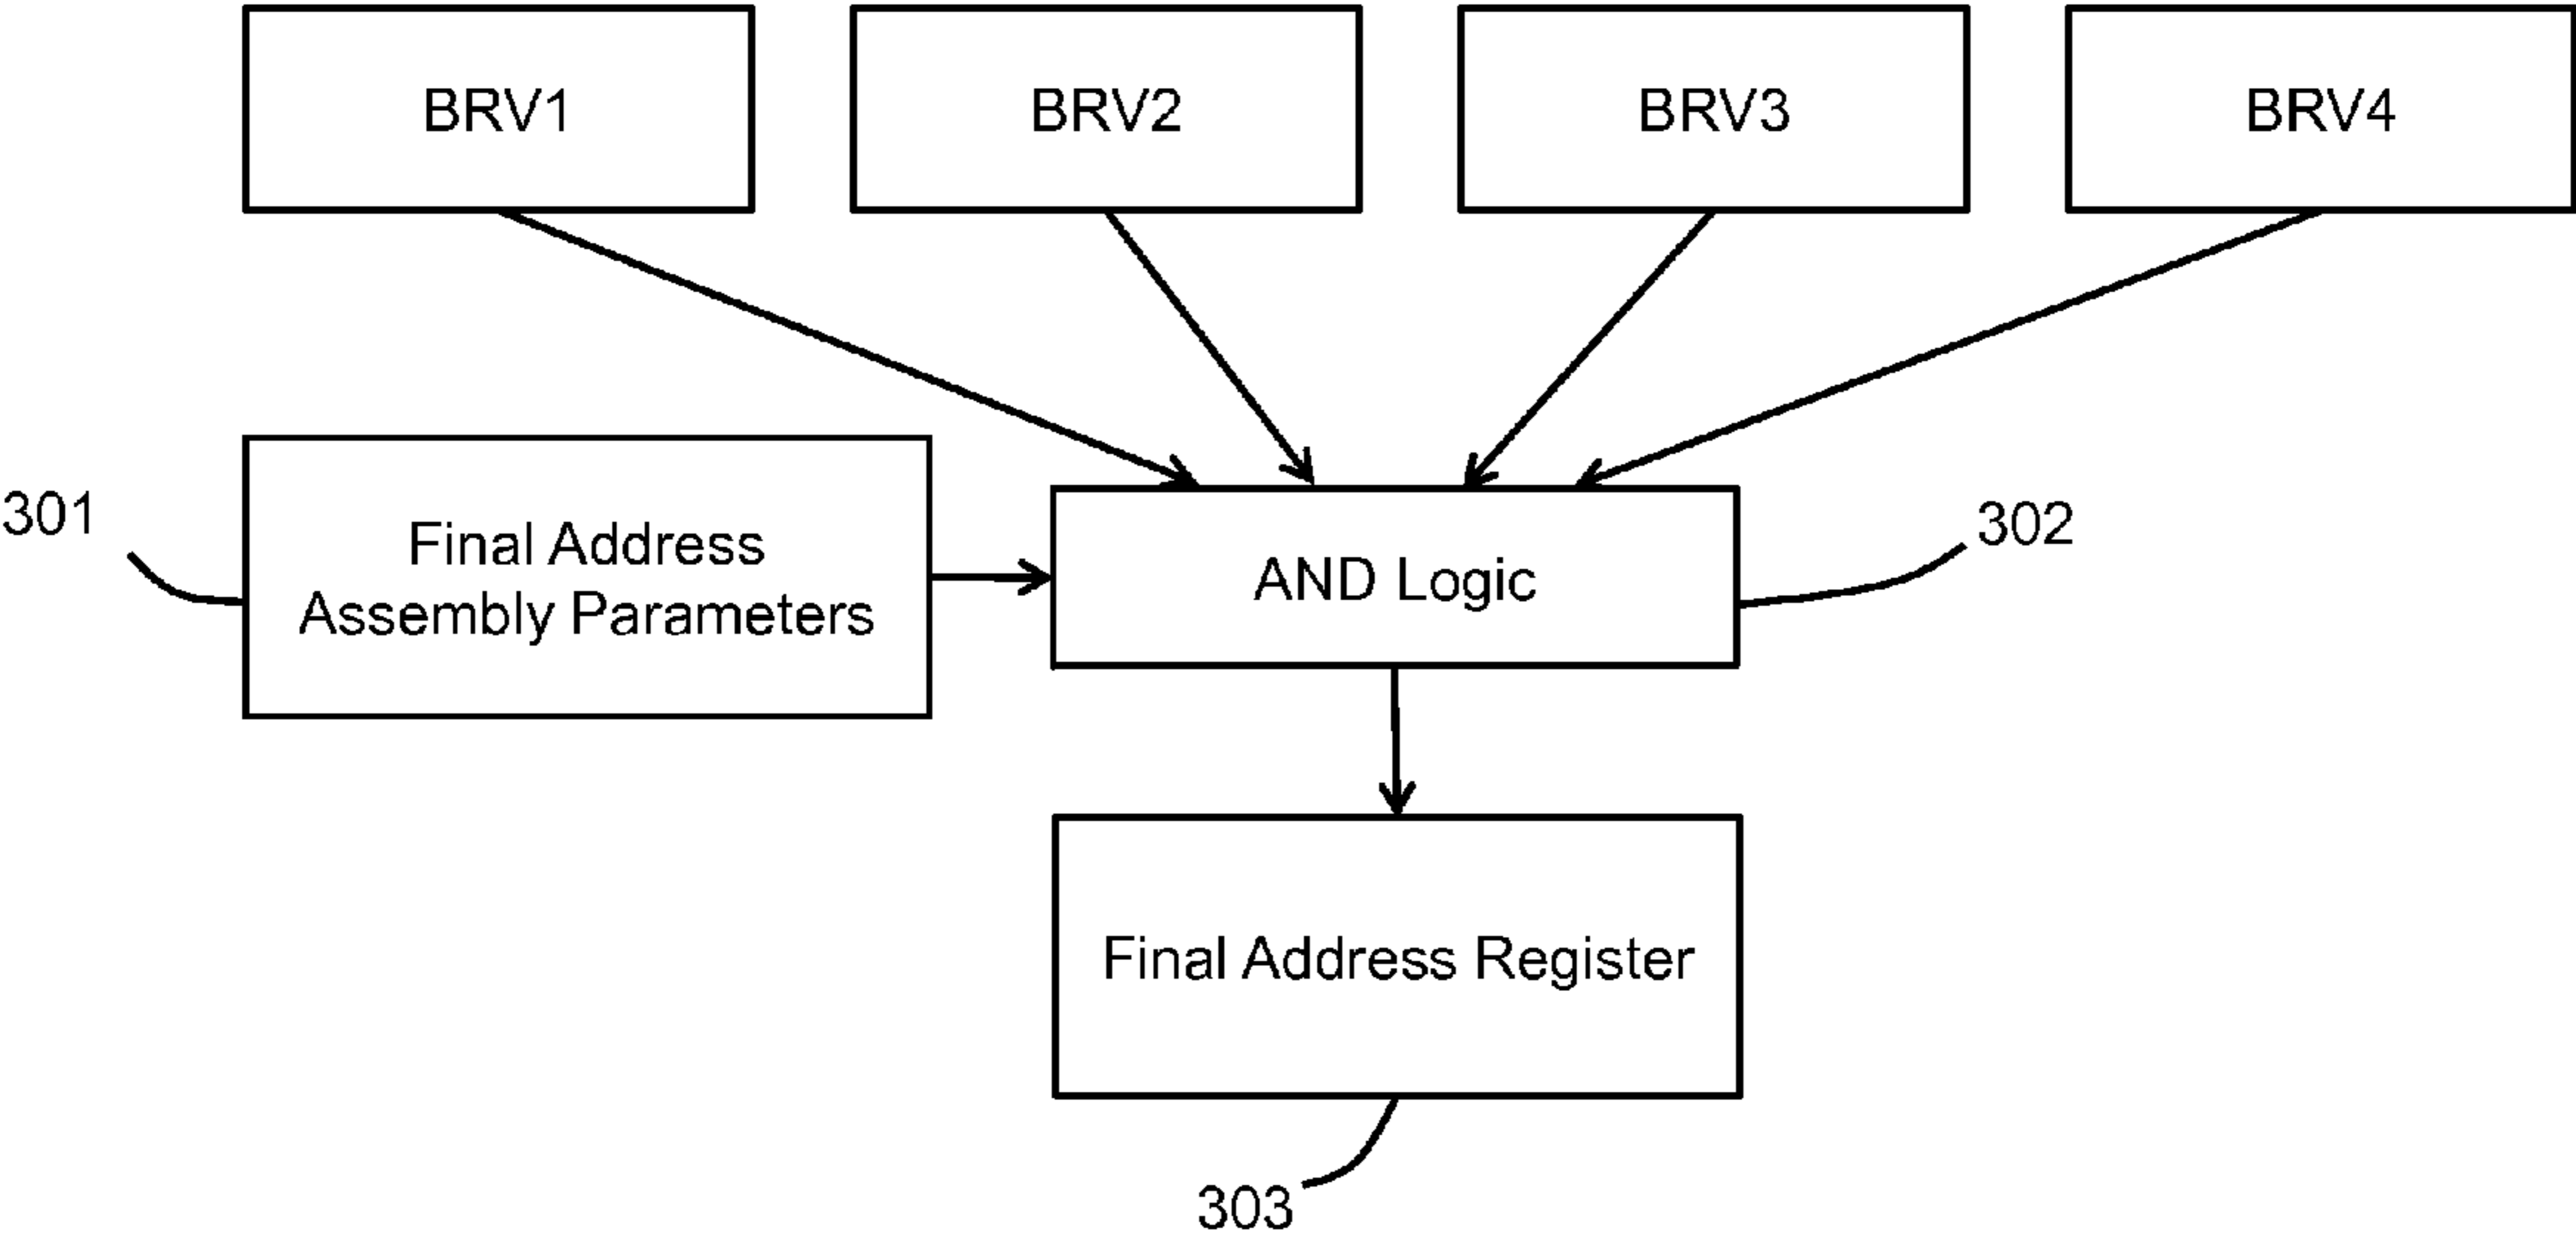 BRV1
BRV2
BRV3
BRV4
301
Final Address
Assembly Parameters
AND Logic
302
Final Address Register
303